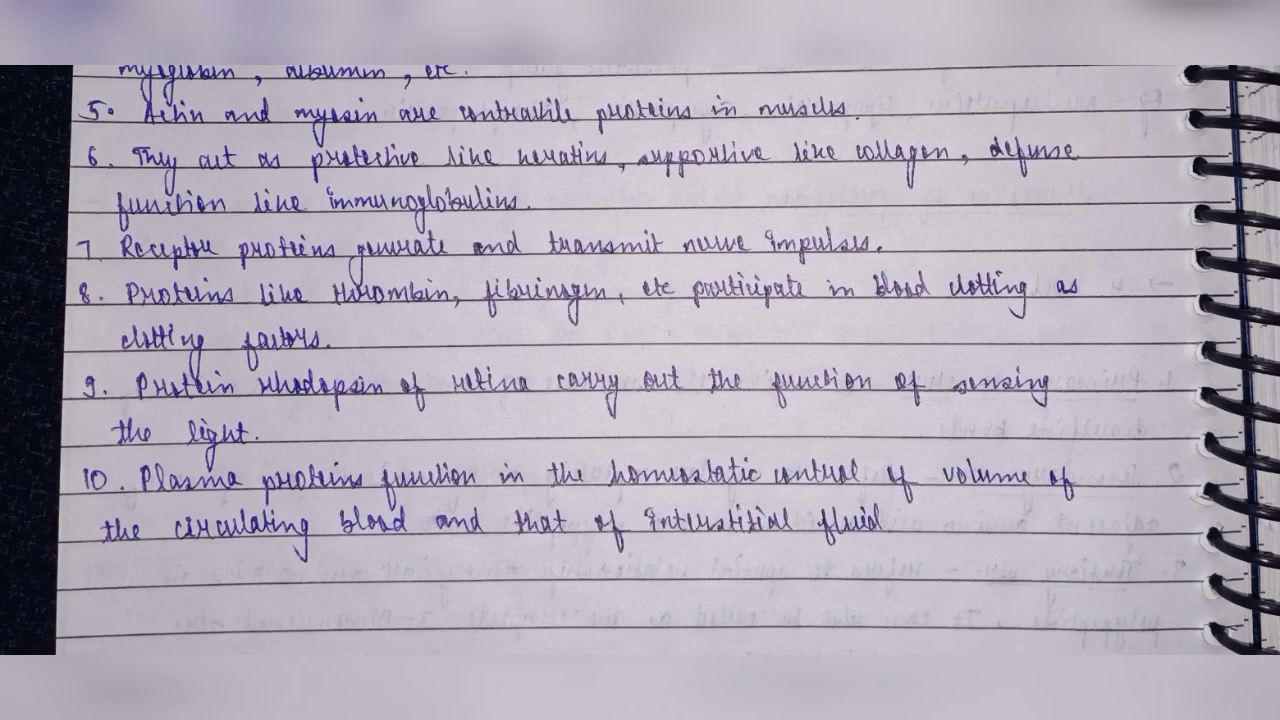 myoglobin, albumin, etc.
5. Actin and myosin are contractile proteins in muscles.
6. They act as protective like keratins, supportive like collagen, defense
function like immunoglobulins.
7. Receptor proteins generate and transmit nerve impulses.
8. Proteins like thrombin, fibrinogen, etc participate in blood clotting as
clotting factors.
9. Protein rhodopsin of retina carry out the function of sensing
the light.
10. Plasma proteins function in the homeostatic control of volume of
the circulating blood and that of interstitial fluid